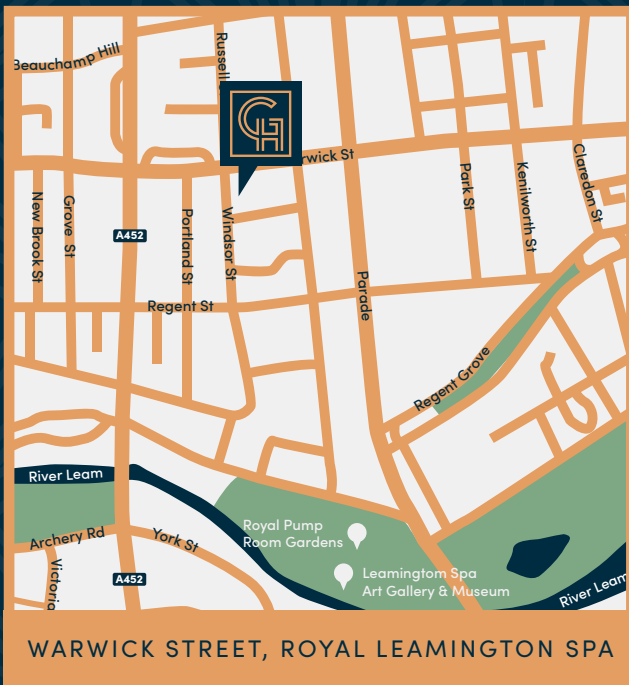 Beauchamp Hill
Russell S
GH
rwick St
New Brook St
Grove St
A452
Portland St
Windsor St
Park St
Kenilworth St
Claredon St
Parade
Regent St
Regent Grove
River Leam
Archery Rd
York St
Victoria
A452
Royal Pump
Room Gardens
Leamingtom Spa
Art Gallery & Museum
River Leam
WARWICK STREET, ROYAL LEAMINGTON SPA